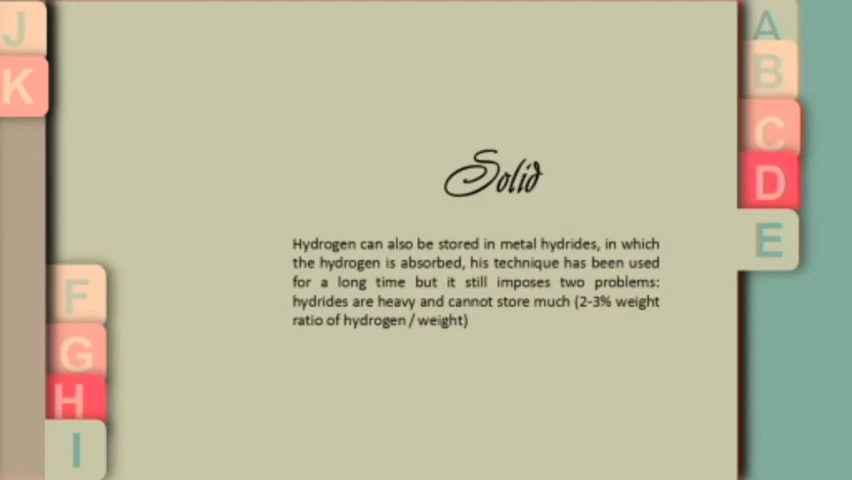 J
K
A
B
C
D
E
Solid
Hydrogen can also be stored in metal hydrides, in which
the hydrogen is absorbed, his technique has been used
for a long time but it still imposes two problems:
hydrides are heavy and cannot store much (2-3% weight
ratio of hydrogen / weight)
F
G
H
I